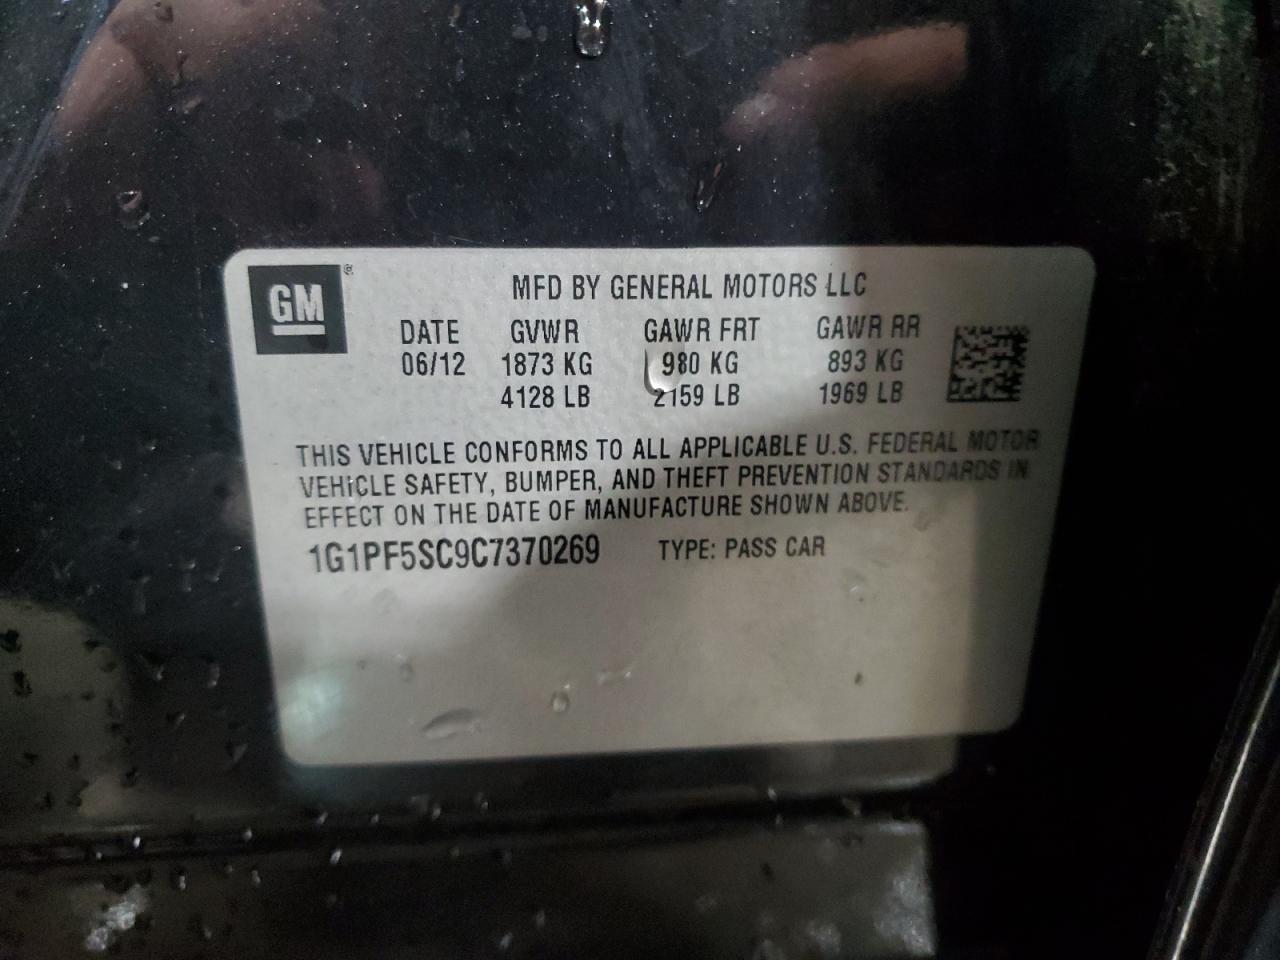 GM®
MFD BY GENERAL MOTORS LLC
DATE GVWR GAWR FRT GAWR RR
06/12 1873 KG 980 KG 893 KG
4128 LB 2159 LB 1969 LB
THIS VEHICLE CONFORMS TO ALL APPLICABLE U.S. FEDERAL MOTOR
VEHICLE SAFETY, BUMPER, AND THEFT PREVENTION STANDARDS IN
EFFECT ON THE DATE OF MANUFACTURE SHOWN ABOVE.
1G1PF5SC9C7370269 TYPE: PASS CAR